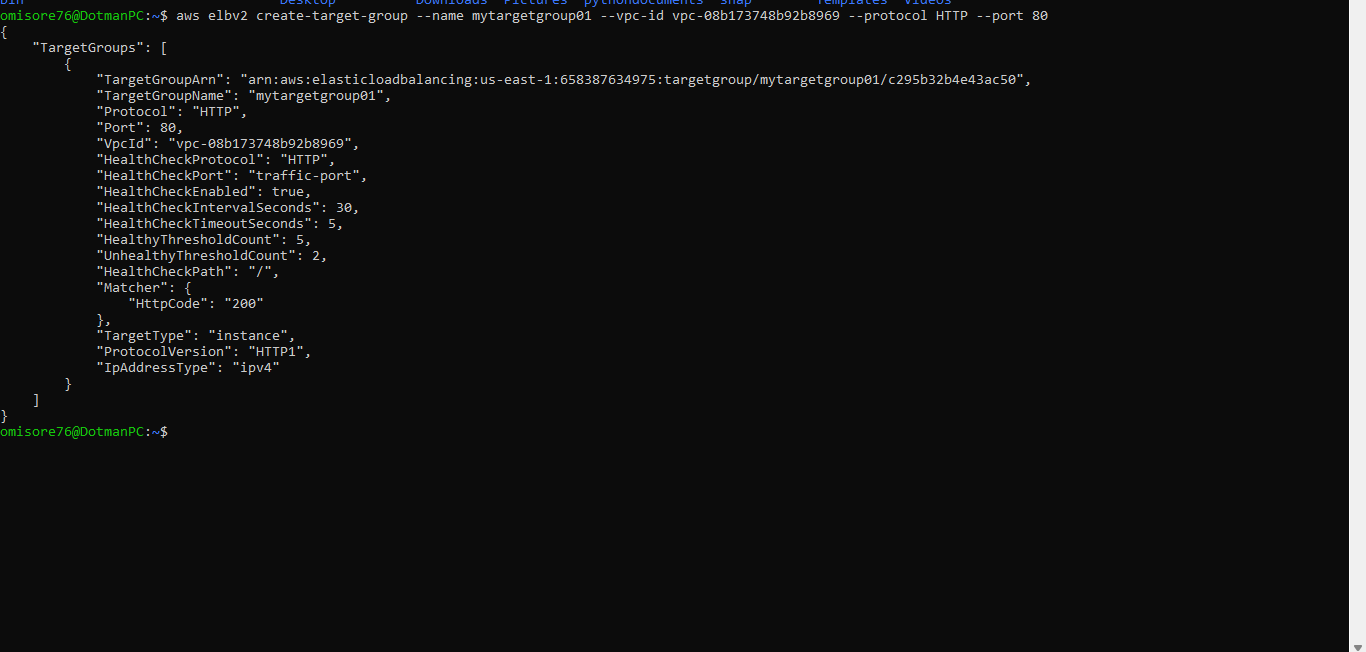 Din Desktop Downloads Pictures pythondocuments snap Templates Videos
omisore76@DotmanPC:~$ aws elbv2 create-target-group --name mytargetgroup01 --vpc-id vpc-08b173748b92b8969 --protocol HTTP --port 80
{
    "TargetGroups": [
        {
            "TargetGroupArn": "arn:aws:elasticloadbalancing:us-east-1:658387634975:targetgroup/mytargetgroup01/c295b32b4e43ac50",
            "TargetGroupName": "mytargetgroup01",
            "Protocol": "HTTP",
            "Port": 80,
            "VpcId": "vpc-08b173748b92b8969",
            "HealthCheckProtocol": "HTTP",
            "HealthCheckPort": "traffic-port",
            "HealthCheckEnabled": true,
            "HealthCheckIntervalSeconds": 30,
            "HealthCheckTimeoutSeconds": 5,
            "HealthyThresholdCount": 5,
            "UnhealthyThresholdCount": 2,
            "HealthCheckPath": "/",
            "Matcher": {
                "HttpCode": "200"
            },
            "TargetType": "instance",
            "ProtocolVersion": "HTTP1",
            "IpAddressType": "ipv4"
        }
    ]
}
omisore76@DotmanPC:~$